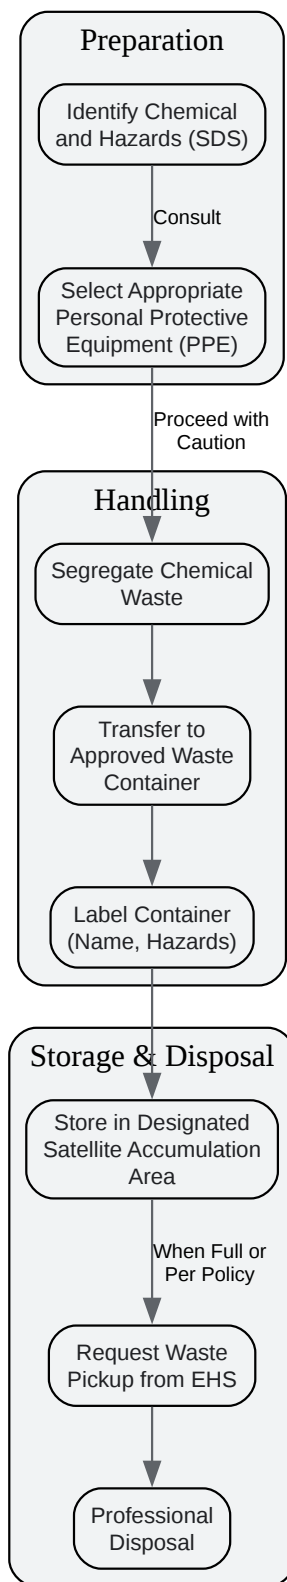 Preparation
Identify Chemical
and Hazards (SDS)
Consult
Select Appropriate
Personal Protective
Equipment (PPE)
Proceed with
Caution
Handling
Segregate Chemical
Waste
Transfer to
Approved Waste
Container
Label Container
(Name, Hazards)
Storage & Disposal
Store in Designated
Satellite Accumulation
Area
When Full or
Per Policy
Request Waste
Pickup from EHS
Professional
Disposal